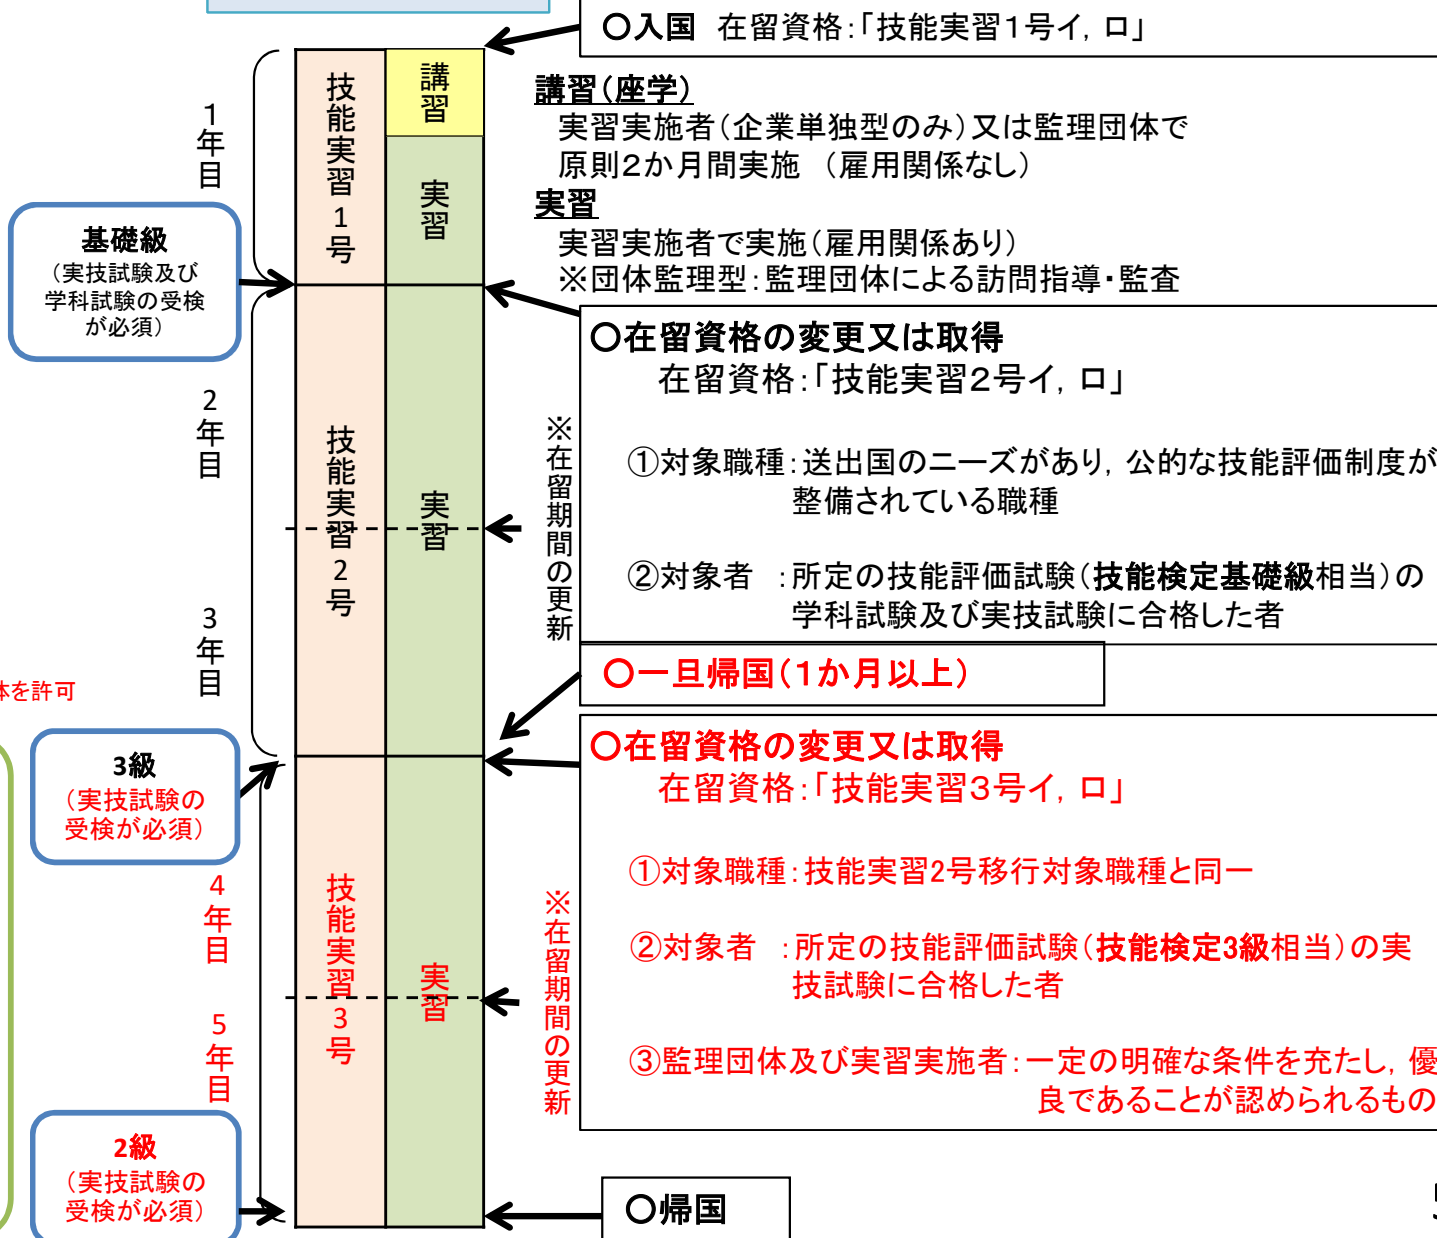 〇入国 在留資格：「技能実習１号イ，ロ」
講習（座学）
実習実施者（企業単独型のみ）又は監理団体で
原則２か月間実施　（雇用関係なし）
実習
実習実施者で実施（雇用関係あり）
※団体監理型：監理団体による訪問指導・監査
１年目
技能実習１号
講習
実習
基礎級
（実技試験及び
学科試験の受検
が必須）
〇在留資格の変更又は取得
在留資格：「技能実習２号イ，ロ」
①対象職種：送出国のニーズがあり，公的な技能評価制度が
整備されている職種
②対象者　：所定の技能評価試験（技能検定基礎級相当）の
学科試験及び実技試験に合格した者
2年目
3年目
技能実習2号
実習
※在留期間の更新
〇一旦帰国（１か月以上）
体を許可
3級
（実技試験の
受検が必須）
〇在留資格の変更又は取得
在留資格：「技能実習３号イ，ロ」
①対象職種：技能実習2号移行対象職種と同一
②対象者　：所定の技能評価試験（技能検定3級相当）の実
技試験に合格した者
③監理団体及び実習実施者：一定の明確な条件を充たし，優
良であることが認められるもの
4年目
5年目
技能実習3号
実習
※在留期間の更新
2級
（実技試験の
受検が必須）
〇帰国